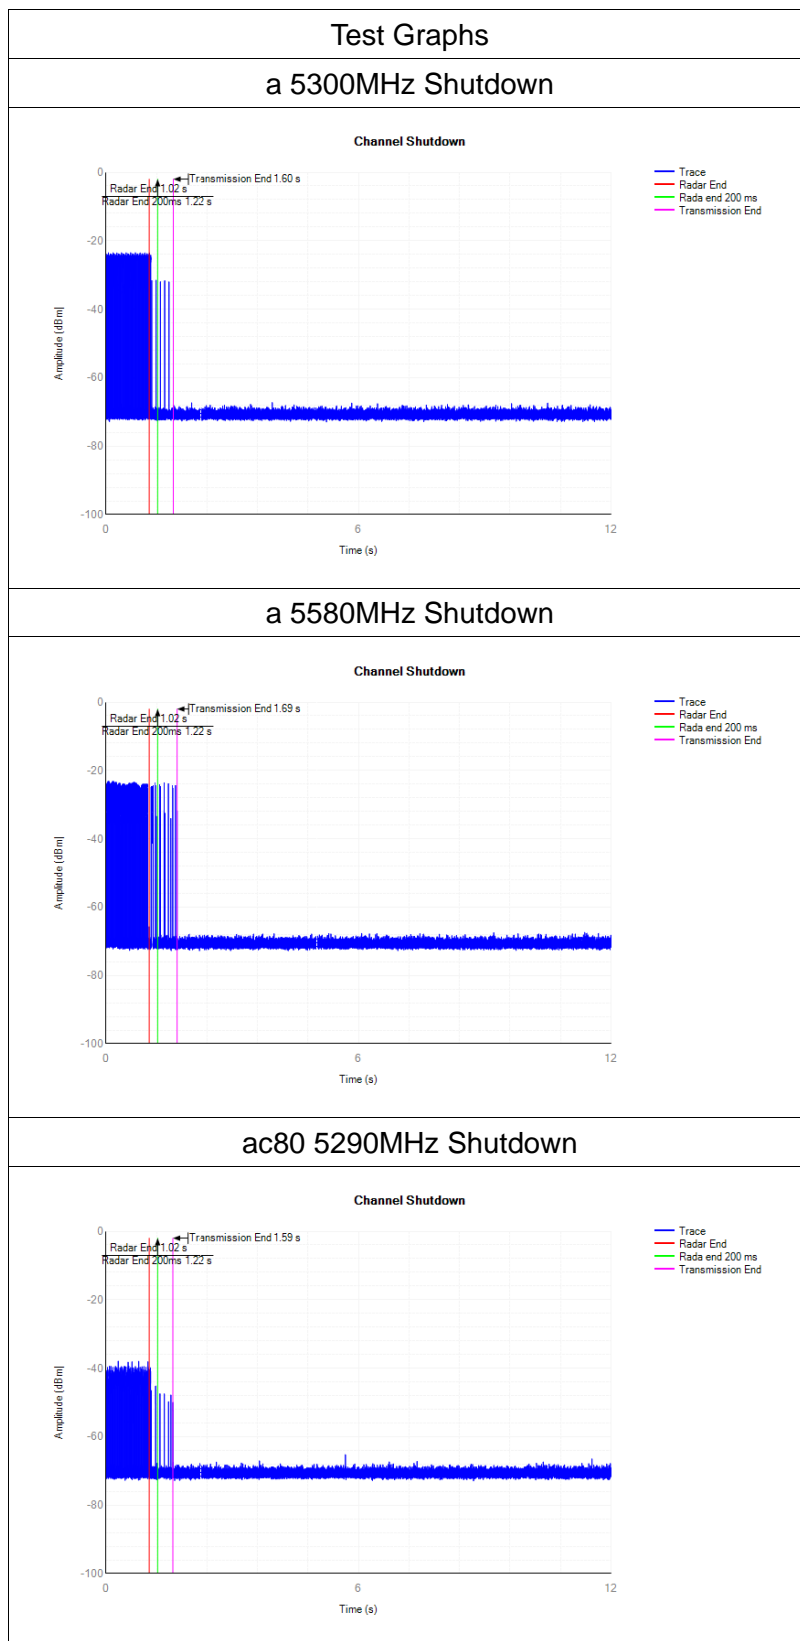 Test Graphs
a 5300MHz Shutdown
Channel Shutdown
Transmission End 1.60 s
Radar End 1.02 s
Radar End 200ms 1.22 s
Trace
Radar End
Rada end 200 ms
Transmission End
Amplitude [dBm]
0
-20
-40
-60
-80
-100
0
6
12
Time (s)
a 5580MHz Shutdown
Channel Shutdown
Transmission End 1.69 s
Radar End 1.02 s
Radar End 200ms 1.22 s
Trace
Radar End
Rada end 200 ms
Transmission End
Amplitude [dBm]
0
-20
-40
-60
-80
-100
0
6
12
Time (s)
ac80 5290MHz Shutdown
Channel Shutdown
Transmission End 1.59 s
Radar End 1.02 s
Radar End 200ms 1.22 s
Trace
Radar End
Rada end 200 ms
Transmission End
Amplitude [dBm]
0
-20
-40
-60
-80
-100
0
6
12
Time (s)